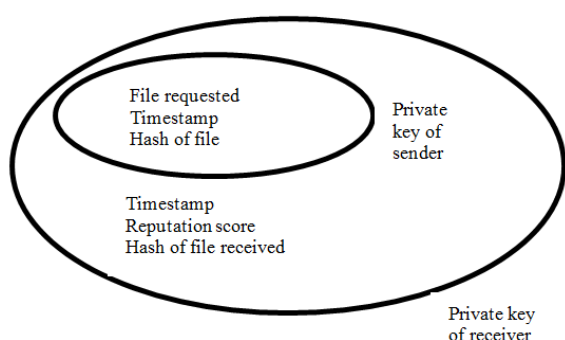 File requested
Timestamp
Hash of file
Private
key of
sender
Timestamp
Reputation score
Hash of file received
Private key
of receiver